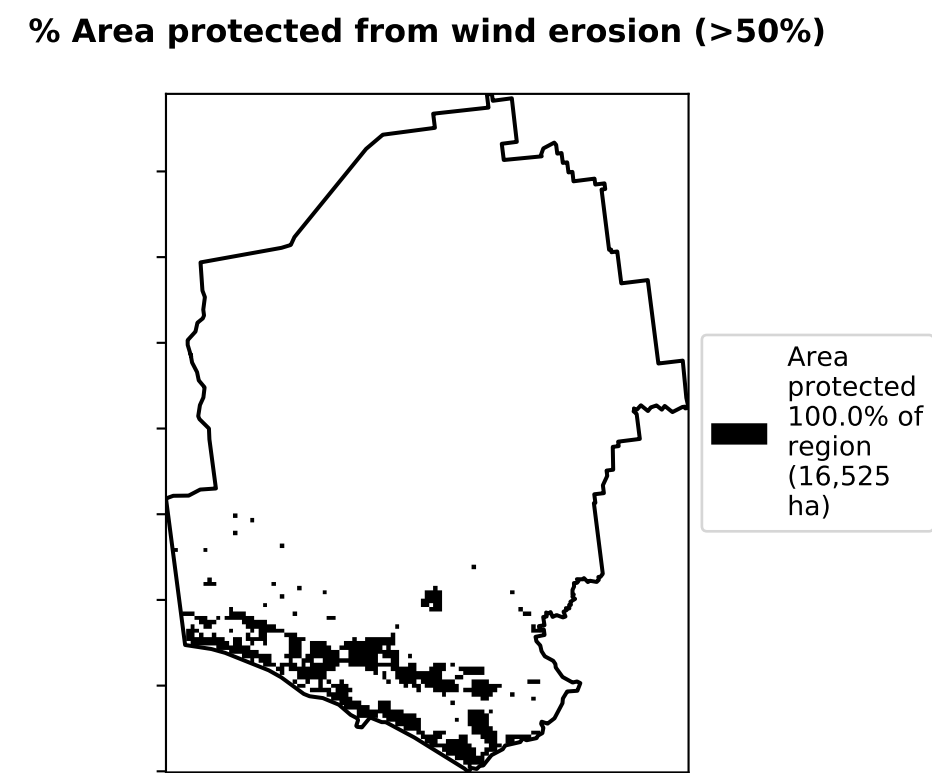 % Area protected from wind erosion (>50%)
Area
protected
100.0% of
region
(16,525
ha)